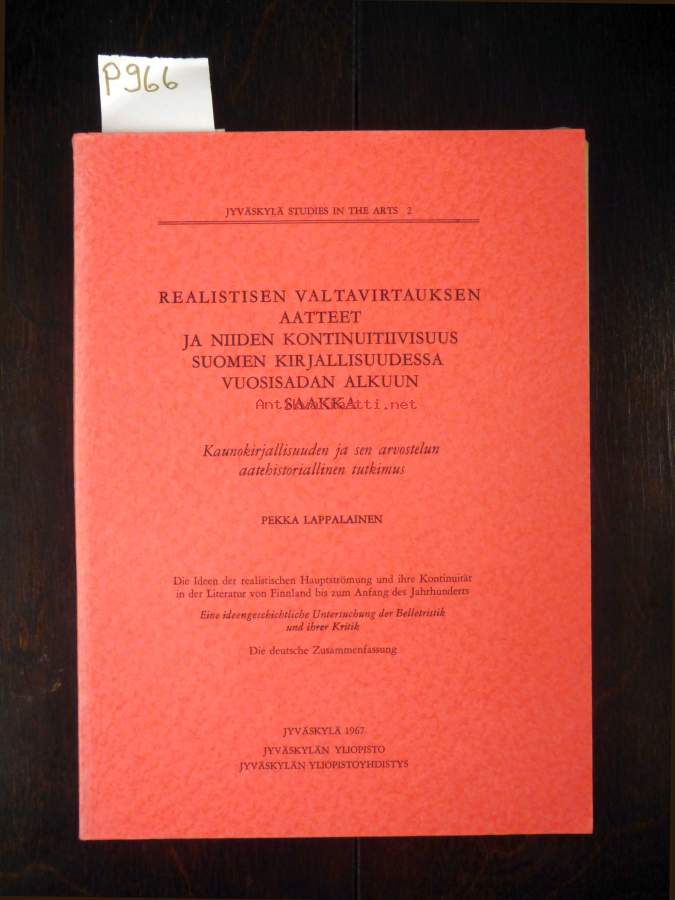 P966
JYVÄSKYLÄ STUDIES IN THE ARTS 2
REALISTISEN VALTAVIRTAUKSEN
AATTEET
JA NIIDEN KONTINUITIIVISUUS
SUOMEN KIRJALLISUUDESSA
VUOSISADAN ALKUUN
SAAKKA
Antikvariaatti.net
Kaunokirjallisuuden ja sen arvostelun
aatehistoriallinen tutkimus
PEKKA LAPPALAINEN
Die Ideen der realistischen Hauptströmung und ihre Kontinuität
in der Literatur von Finnland bis zum Anfang des Jahrhunderts
Eine ideengeschichtliche Untersuchung der Belletristik
und ihrer Kritik
Die deutsche Zusammenfassung
JYVÄSKYLÄ 1967
JYVÄSKYLÄN YLIOPISTO
JYVÄSKYLÄN YLIOPISTOYHDISTYS